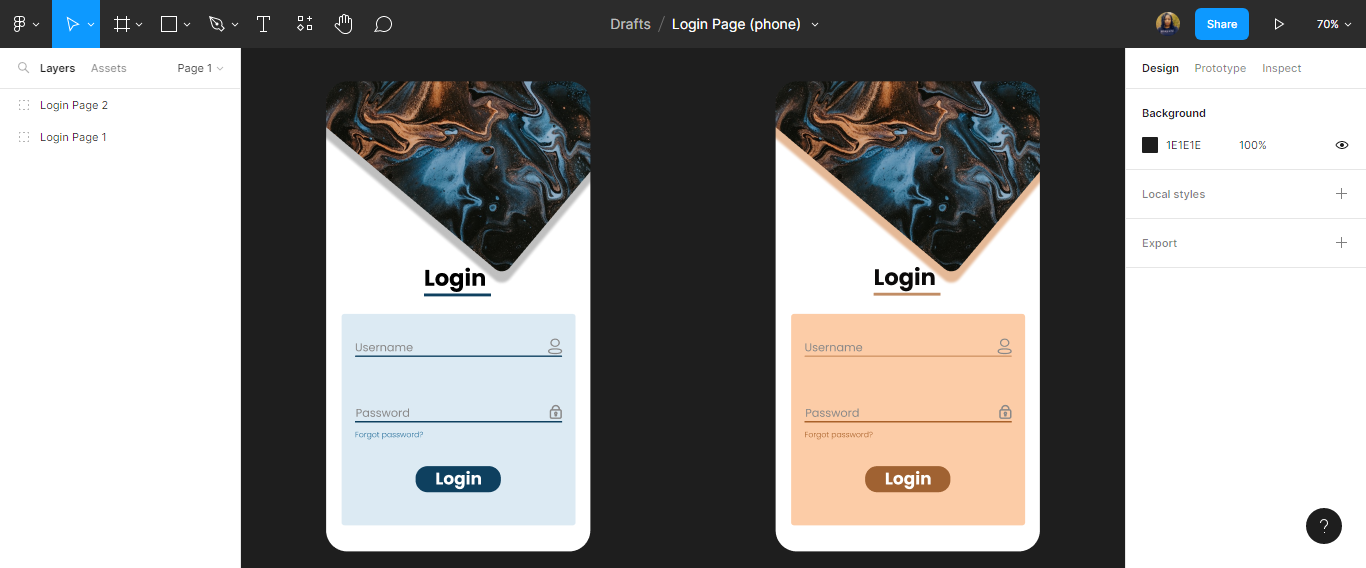 Drafts / Login Page (phone)
Share
70%
Layers Assets Page 1
Login Page 2
Login Page 1
Login
Username
Password
Forgot password?
Login
Login
Username
Password
Forgot password?
Login
Design Prototype Inspect
Background
1E1E1E 100%
Local styles
Export
?